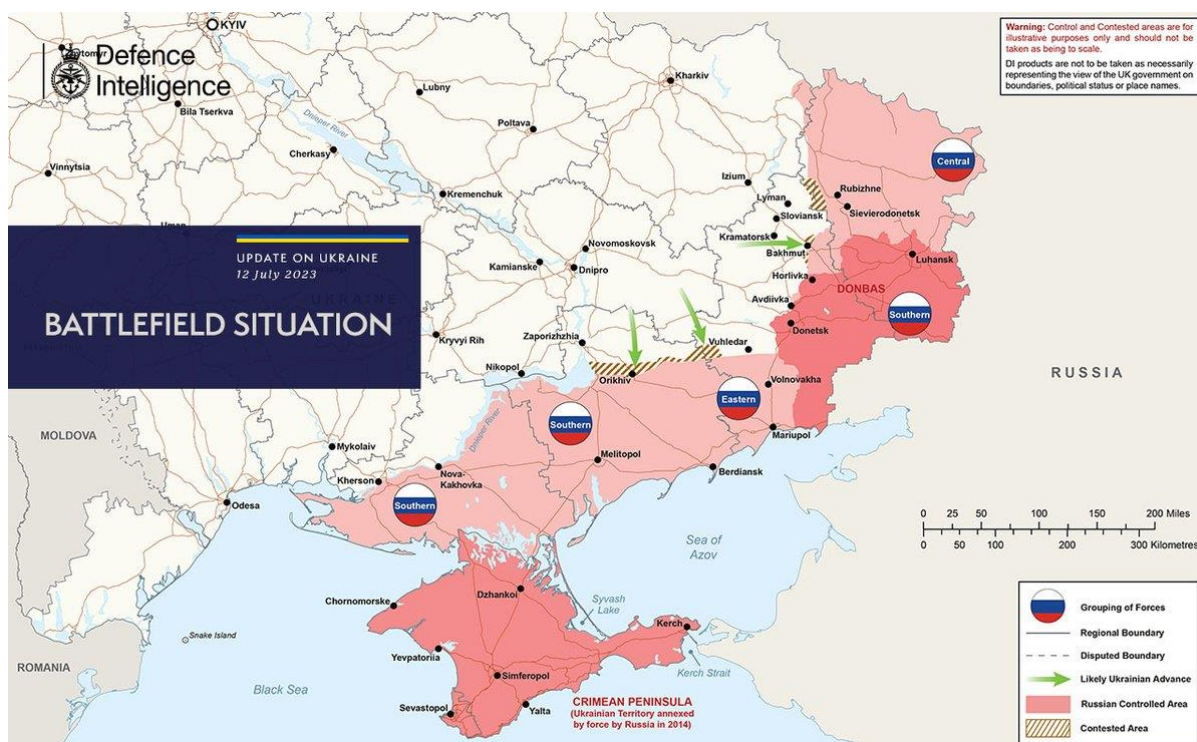 KYIV
Zhytomyr
Defence
Intelligence
Warning: Control and Contested areas are for
illustrative purposes only and should not be
taken as being to scale.
DI products are not to be taken as necessarily
representing the view of the UK government on
boundaries, political status or place names.
Kharkiv
Lubny
Bila Tserkva
Poltava
Dnieper River
Cherkasy
Central
Vinnytsia
Izium
Kremenchuk
Rubizhne
Lyman
Sievierodonetsk
Sloviansk
Uman
Kramatorsk
UPDATE ON UKRAINE
12 July 2023
Novomoskovsk
Bakhmut
Luhansk
Kamianske
Dnipro
Horlivka
DONBAS
UKRAINE
Avdiivka
Southern
BATTLEFIELD SITUATION
Donetsk
Kryvyi Rih
Zaporizhzhia
Vuhledar
Nikopol
Orikhiv
RUSSIA
Volnovakha
Eastern
Dnieper River
Southern
MOLDOVA
Mariupol
Mykolaiv
Melitopol
Berdiansk
Nova-
Kakhovka
Kherson
Odesa
Southern
0 25 50 100 150 200 Miles
0 50 100 200 300 Kilometres
Sea of
Azov
Dzhankoi
Chornomorske
Syvash
Lake
Grouping of Forces
Kerch
Regional Boundary
Snake Island
Yevpatoriia
Disputed Boundary
Kerch Strait
ROMANIA
Simferopol
Likely Ukrainian Advance
Black Sea
CRIMEAN PENINSULA
(Ukrainian Territory annexed
by force by Russia in 2014)
Russian Controlled Area
Sevastopol
Yalta
Contested Area